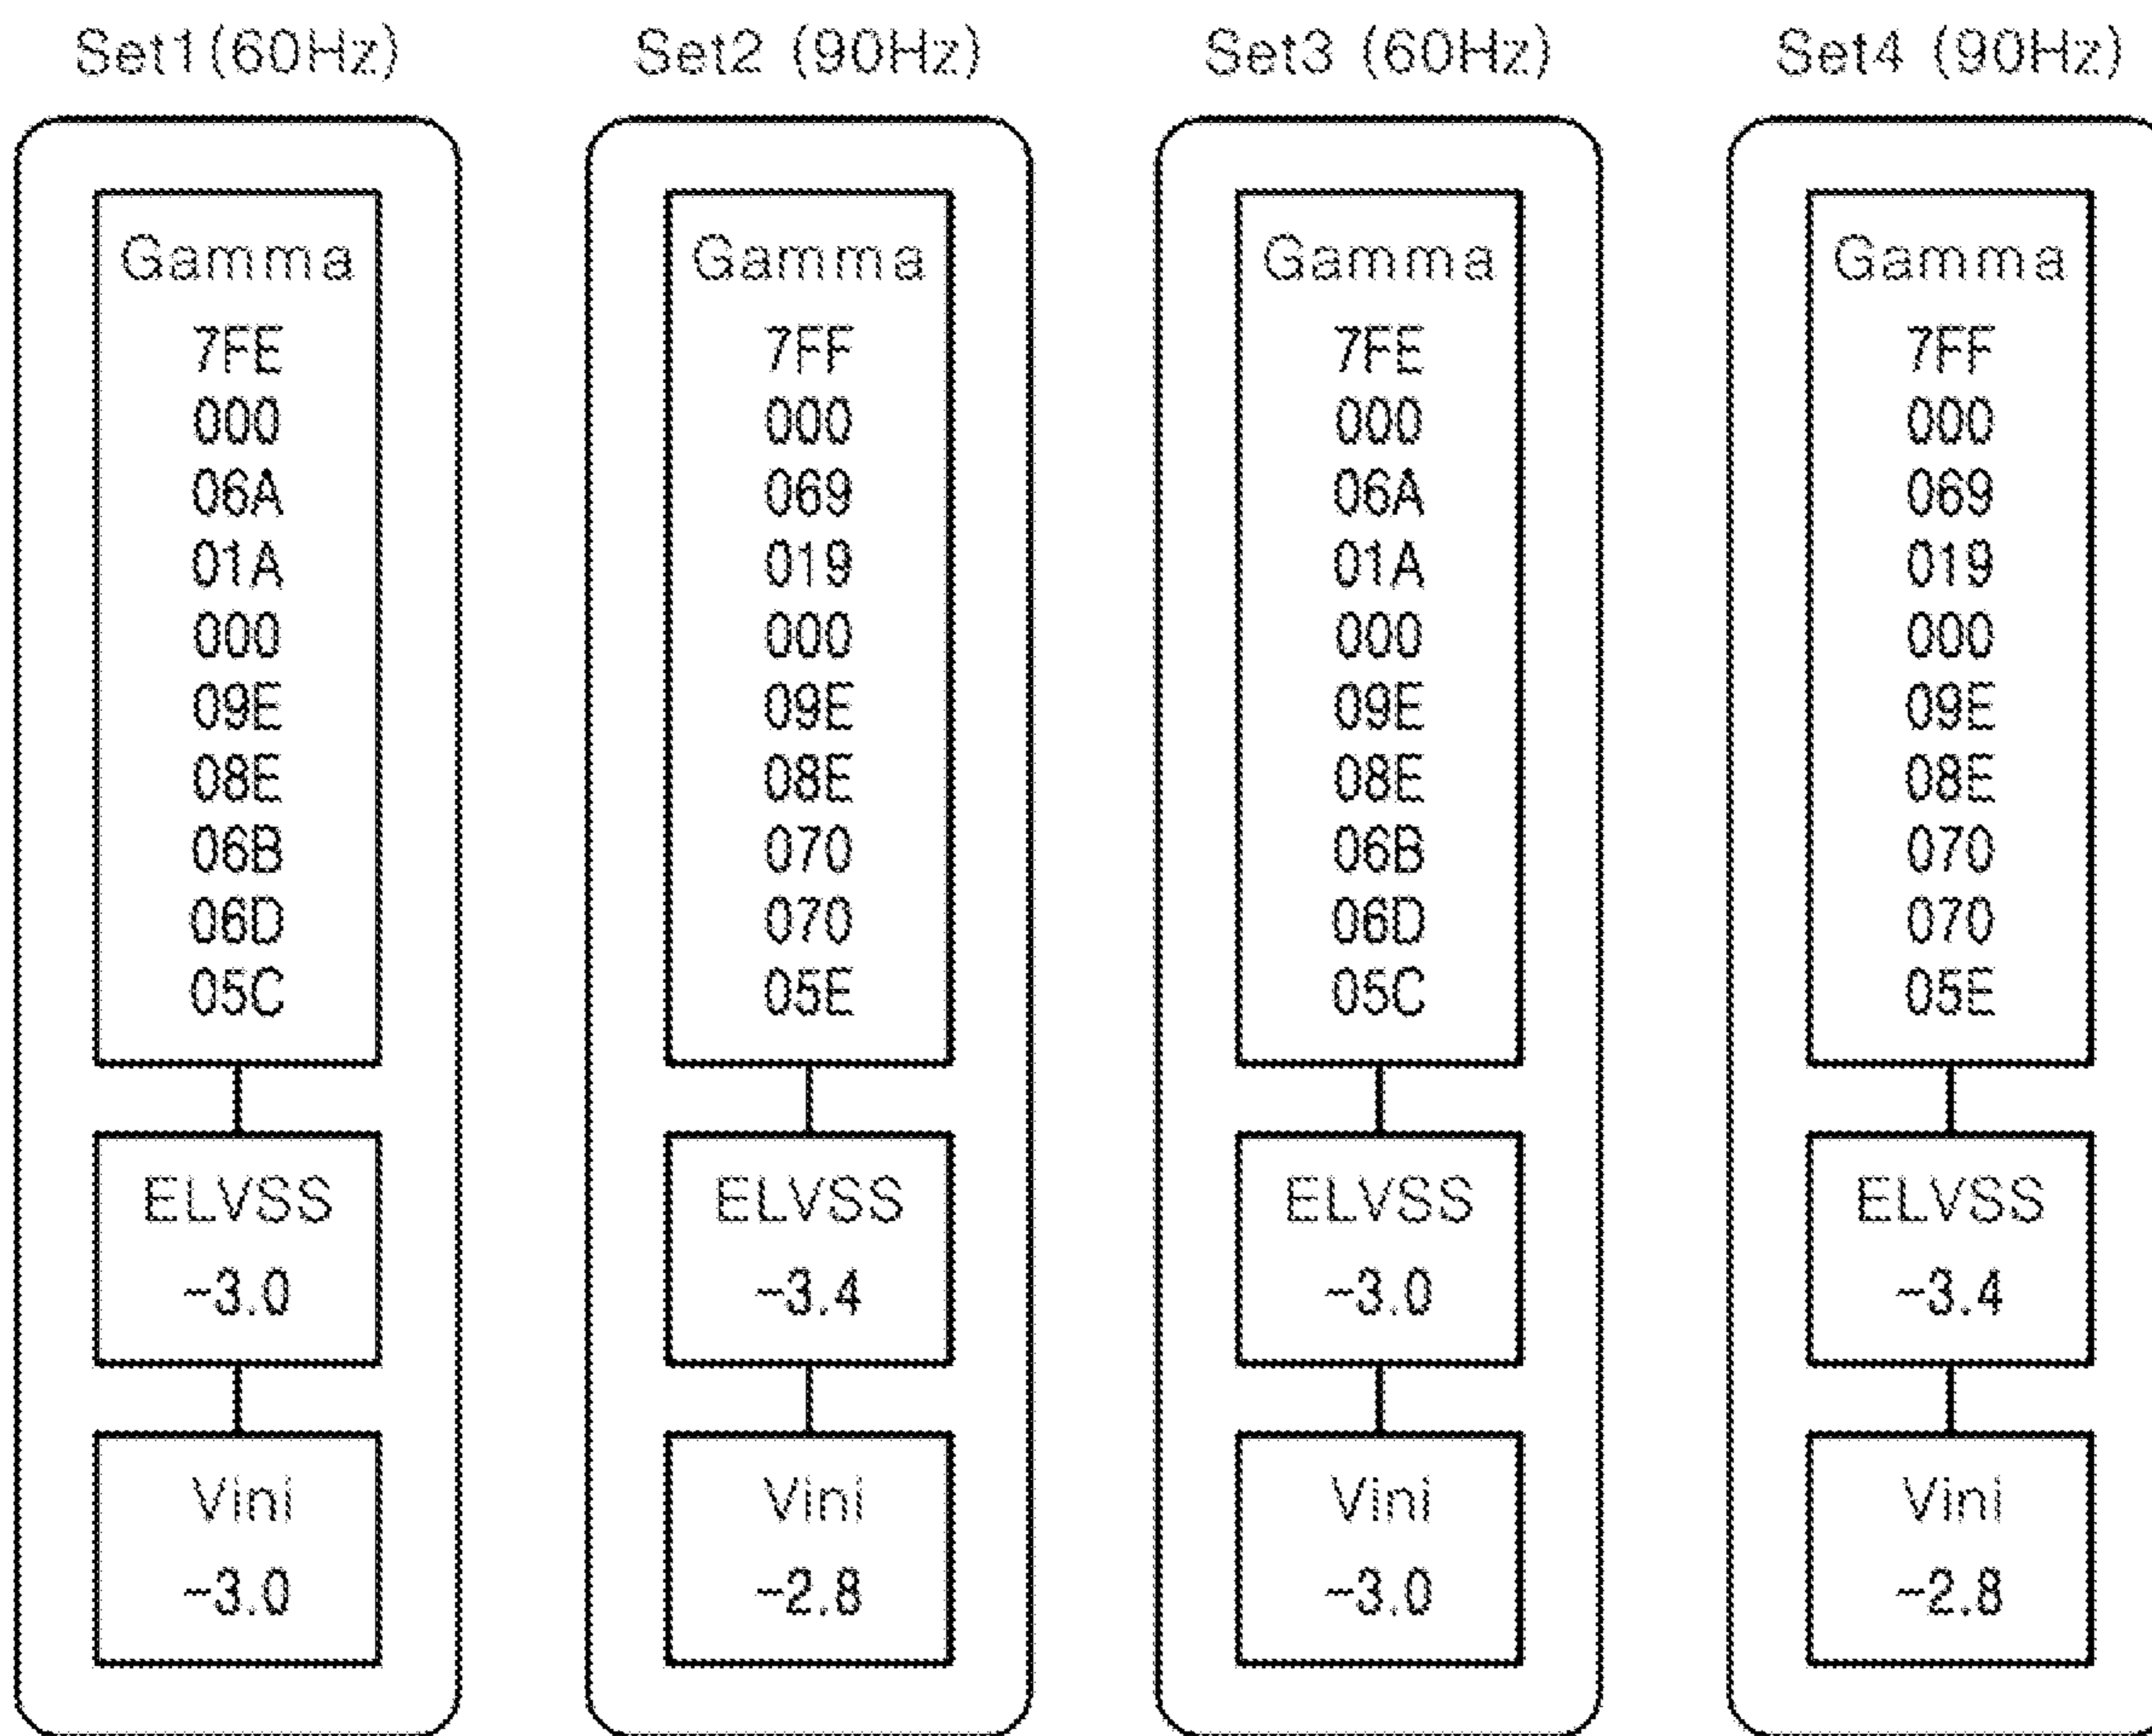 Set1(60Hz)
Gamma
7FE
000
06A
01A
000
09E
08E
06B
06D
05C
ELVSS
-3.0
Vini
-3.0
Set2 (90Hz)
Gamma
7FF
000
069
019
000
09E
08E
070
070
05E
ELVSS
-3.4
Vini
-2.8
Set3 (60Hz)
Gamma
7FE
000
06A
01A
000
09E
08E
06B
06D
05C
ELVSS
-3.0
Vini
-3.0
Set4 (90Hz)
Gamma
7FF
000
069
019
000
09E
08E
070
070
05E
ELVSS
-3.4
Vini
-2.8